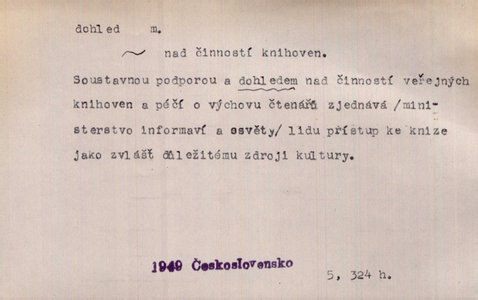 dohled m.
~ nad činností knihoven.
Soustavnou podporou a dohledem nad činností veřejných
knihoven a páčí o výchovu čtenářů zjednává /mini-
sterstvo informaví a osvěty/ lidu přístup ke knize
jako zvlášť důležitému zdroji kultury.
1949 Československo
5, 324 h.